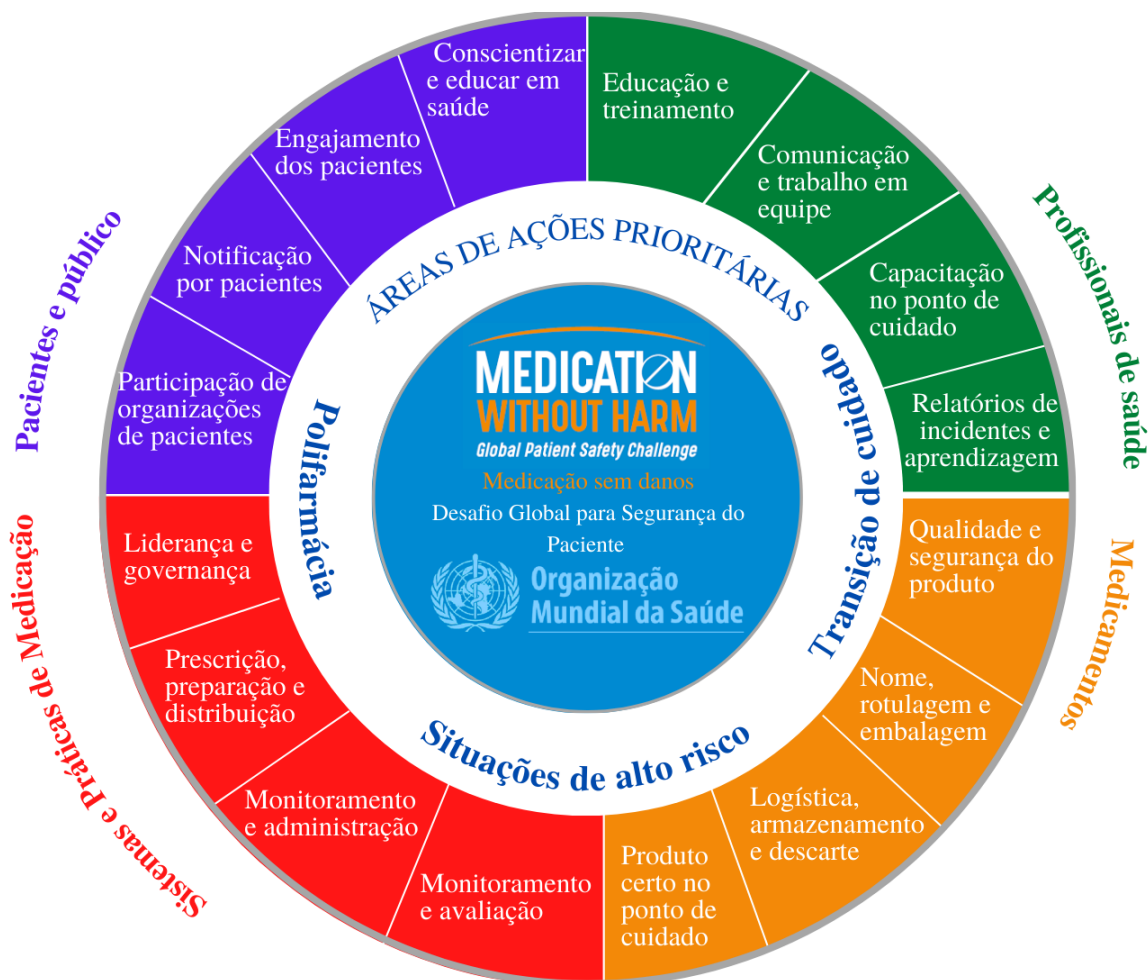 Conscientizar
e educar em
saúde
Engajamento
dos pacientes
Notificação
por pacientes
Participação de
organizações
de pacientes
Pacientes e público
Educação e
treinamento
Comunicação
e trabalho em
equipe
Capacitação
no ponto de
cuidado
Relatórios de
incidentes e
aprendizagem
Profissionais de saúde
ÁREAS DE AÇÕES PRIORITÁRIAS
Polifarmácia
Transição de cuidado
Situações de alto risco
MEDICATION
WITHOUT HARM
Global Patient Safety Challenge
Medicação sem danos
Desafio Global para Segurança do
Paciente
Organização
Mundial da Saúde
Liderança e
governança
Prescrição,
preparação e
distribuição
Monitoramento
e administração
Monitoramento
e avaliação
Sistemas e Práticas de Medicação
Qualidade e
segurança do
produto
Nome,
rotulagem e
embalagem
Logística,
armazenamento
e descarte
Produto
certo no
ponto de
cuidado
Medicamentos